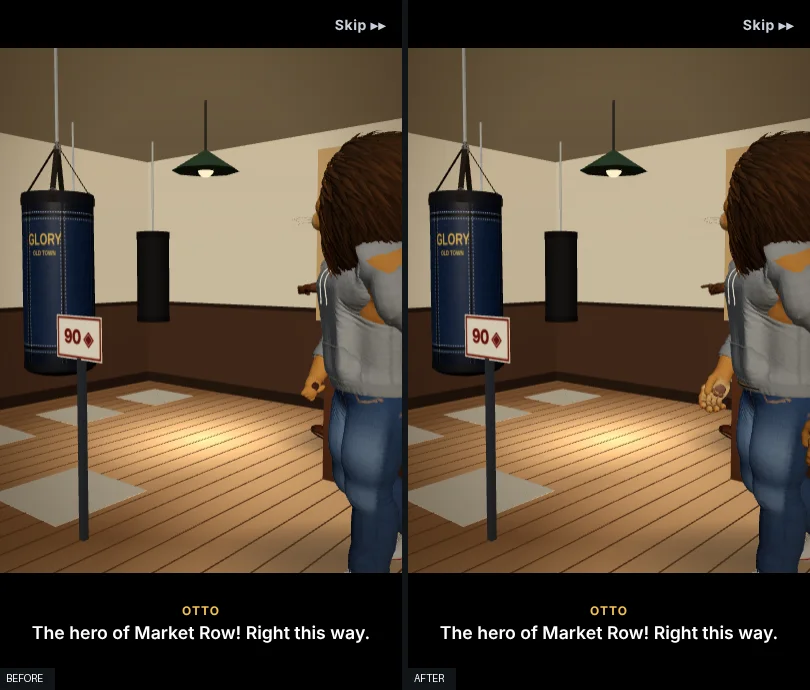 Skip
GLORY
OLD TOWN
90
OTTO
The hero of Market Row! Right this way.
BEFORE
Skip
GLORY
OLD TOWN
90
OTTO
The hero of Market Row! Right this way.
AFTER